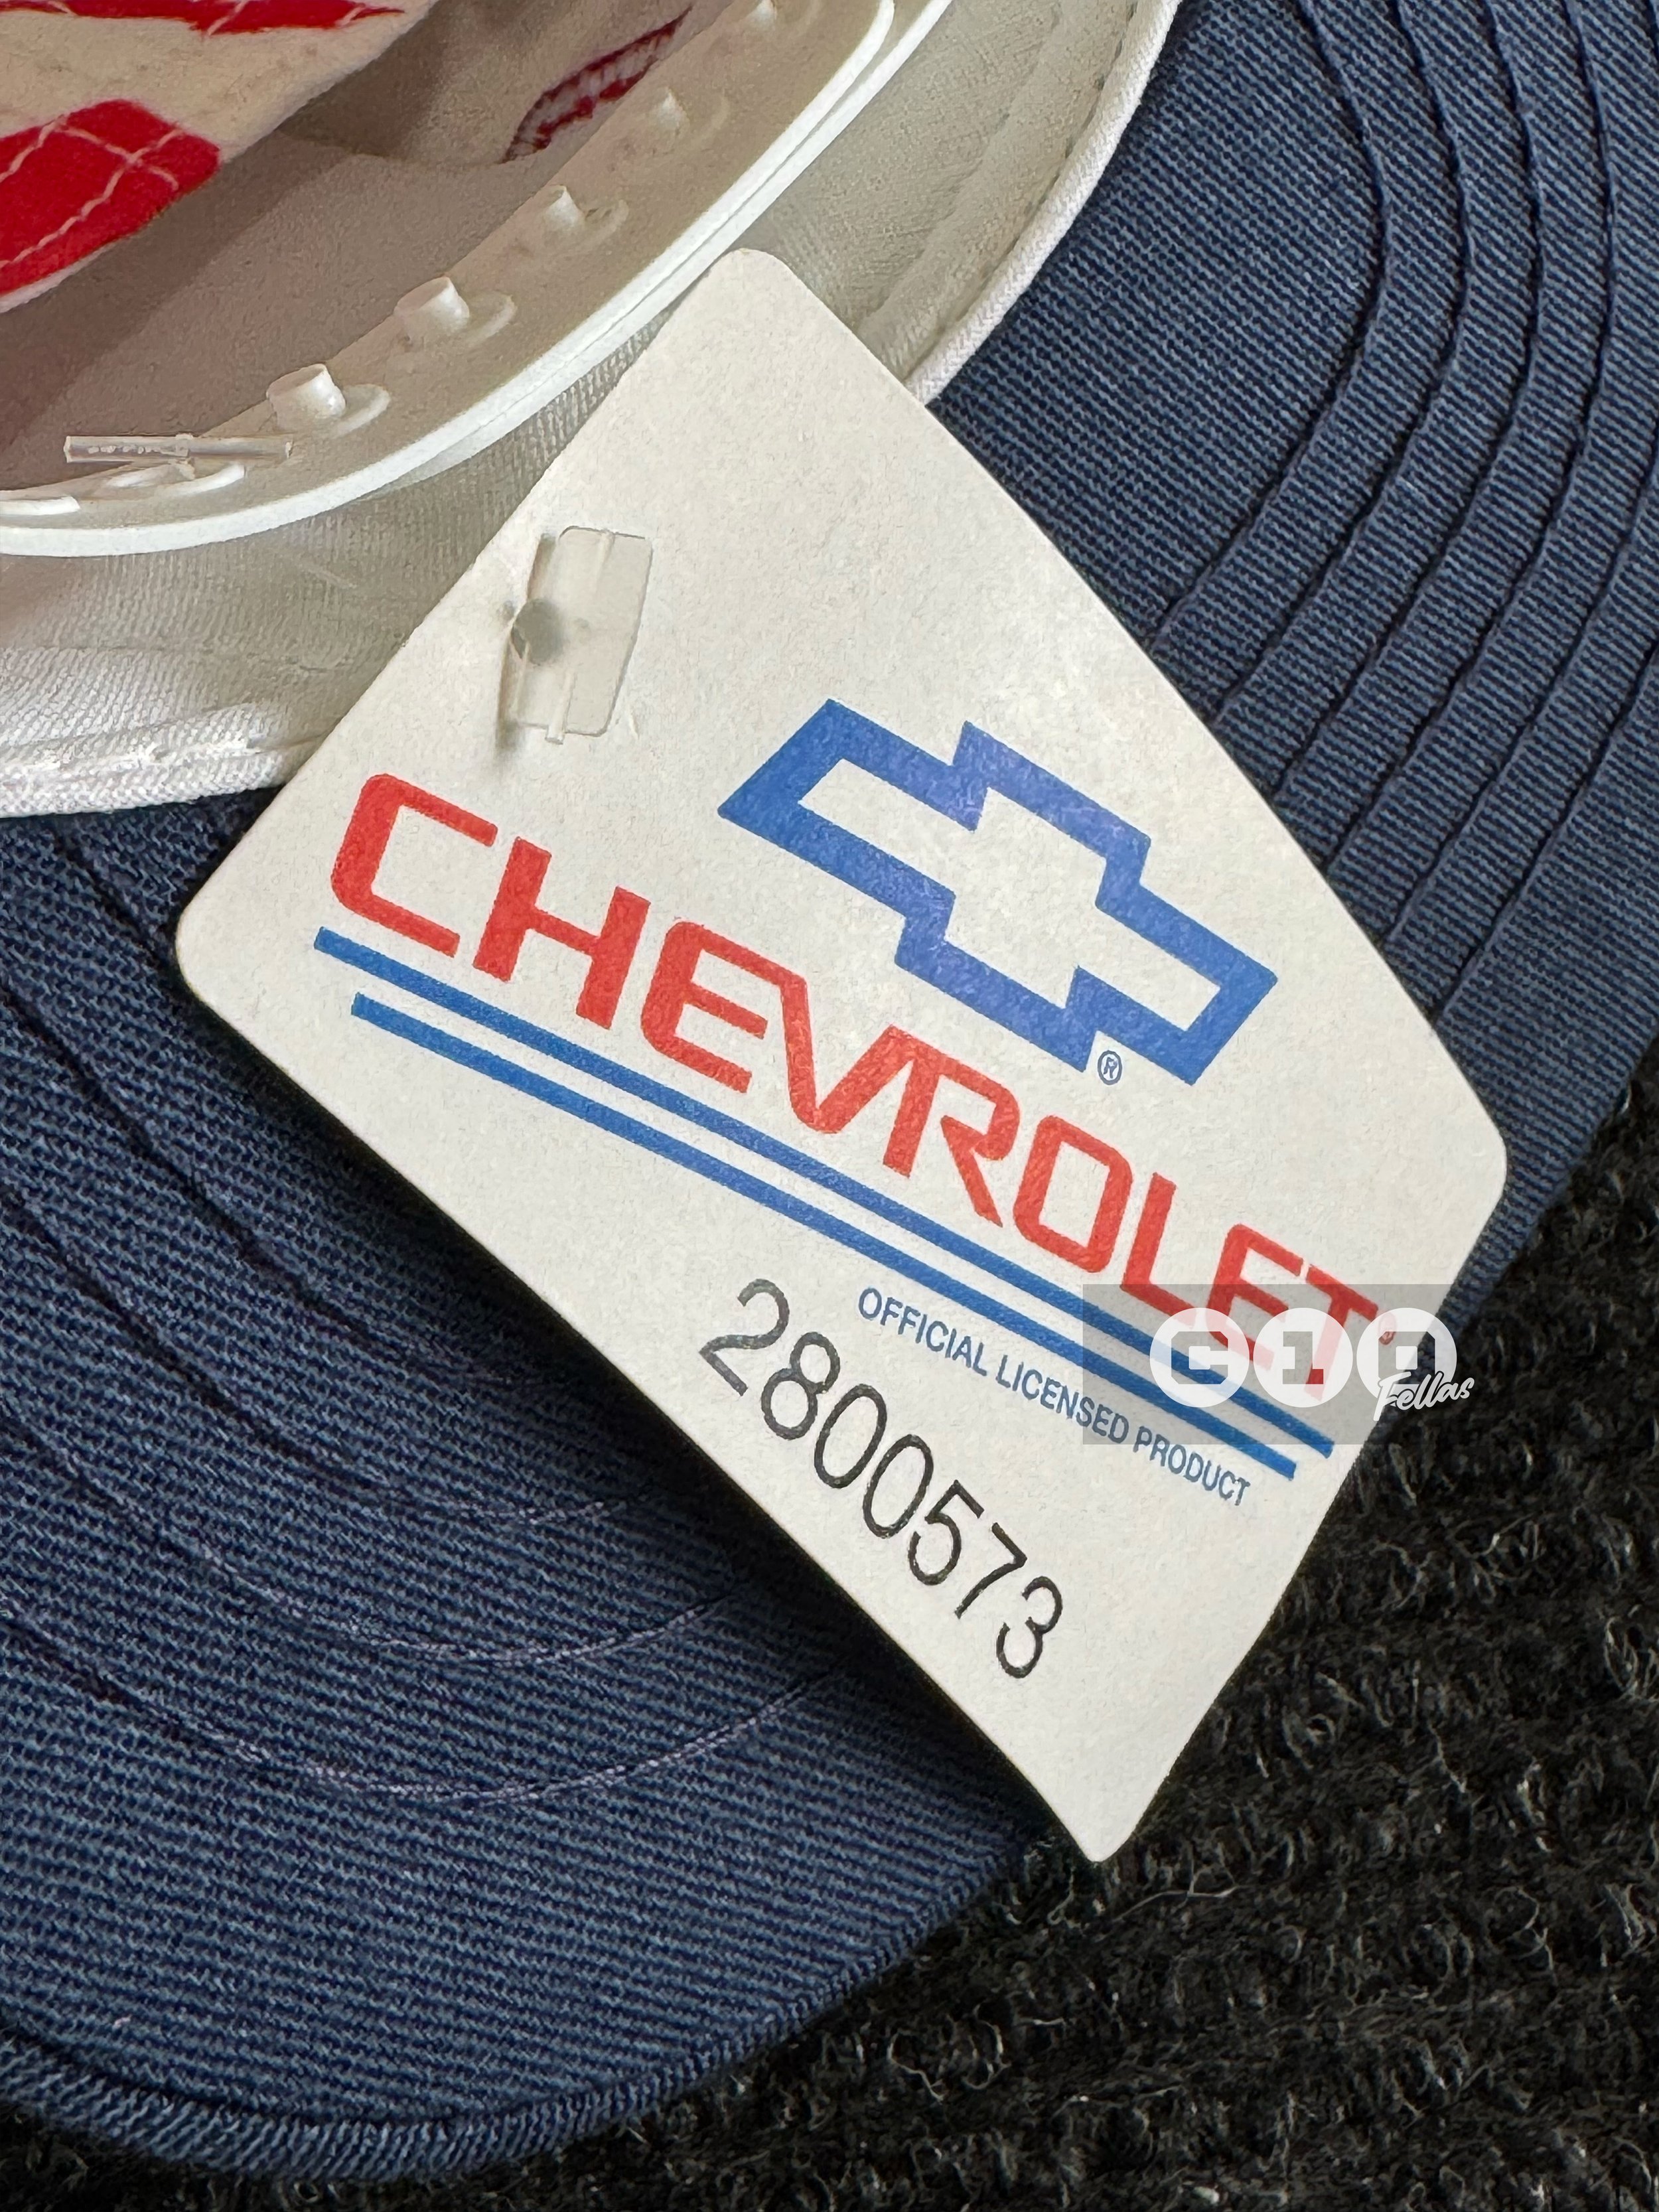 ®
CHEVROLET®
OFFICIAL LICENSED PRODUCT
2800573
C10
Fellas